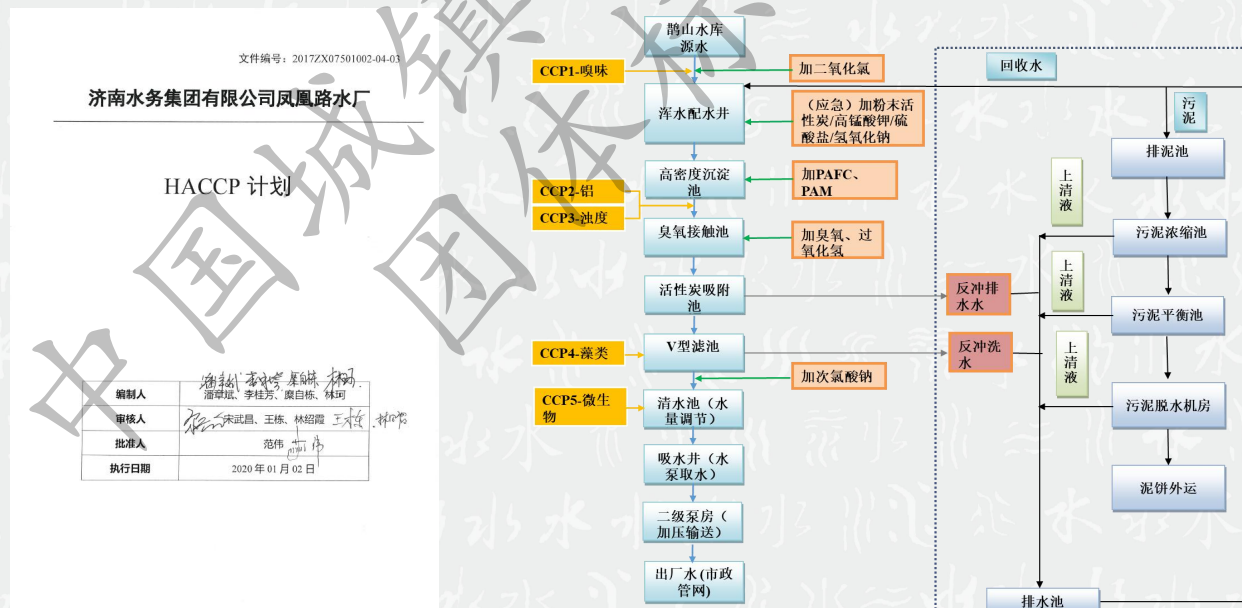 文件编号：2017ZX07501002-04-03
济南水务集团有限公司凤凰路水厂
HACCP 计划
编制人
潘章斌、李桂芳、糜自栋、林珂
审核人
宋武昌、王栋、林绍霞
批准人
范伟
执行日期
2020 年 01 月 02 日
中国城镇
团体标
鹊山水库
源水
CCP1-嗅味
加二氧化氯
浑水配水井
（应急）加粉末活
性炭/高锰酸钾/硫
酸盐/氢氧化钠
高密度沉淀
池
加PAFC、
PAM
CCP2-铝
CCP3-浊度
臭氧接触池
加臭氧、过
氧化氢
活性炭吸附
池
反冲排
水水
CCP4-藻类
V型滤池
反冲洗
水
加次氯酸钠
CCP5-微生
物
清水池（水
量调节）
吸水井（水
泵取水）
二级泵房（
加压输送）
出厂水(市政
管网)
回收水
污
泥
排泥池
上
清
液
污泥浓缩池
上
清
液
污泥平衡池
上
清
液
污泥脱水机房
泥饼外运
排水池